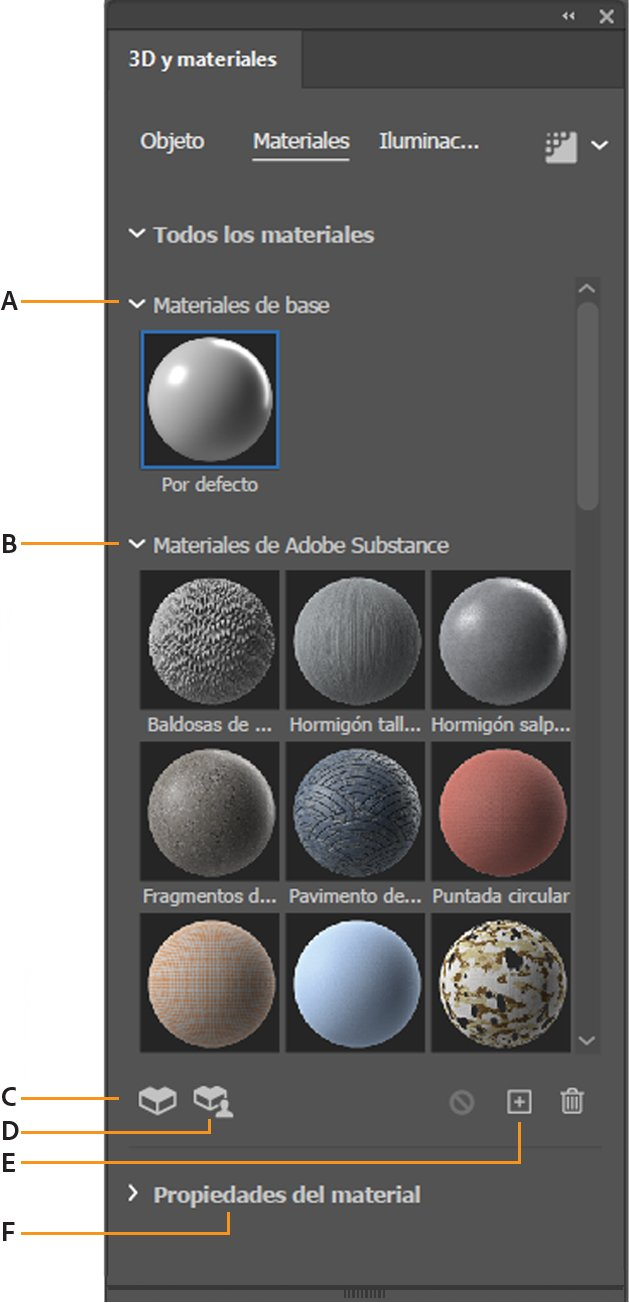 3D y materiales
Objeto Materiales Iluminac...
Todos los materiales
A Materiales de base
Por defecto
B Materiales de Adobe Substance
Baldosas de ... Hormigón tall... Hormigón salp...
Fragmentos d... Pavimento de... Puntada circular
C
D
E
Propiedades del material
F